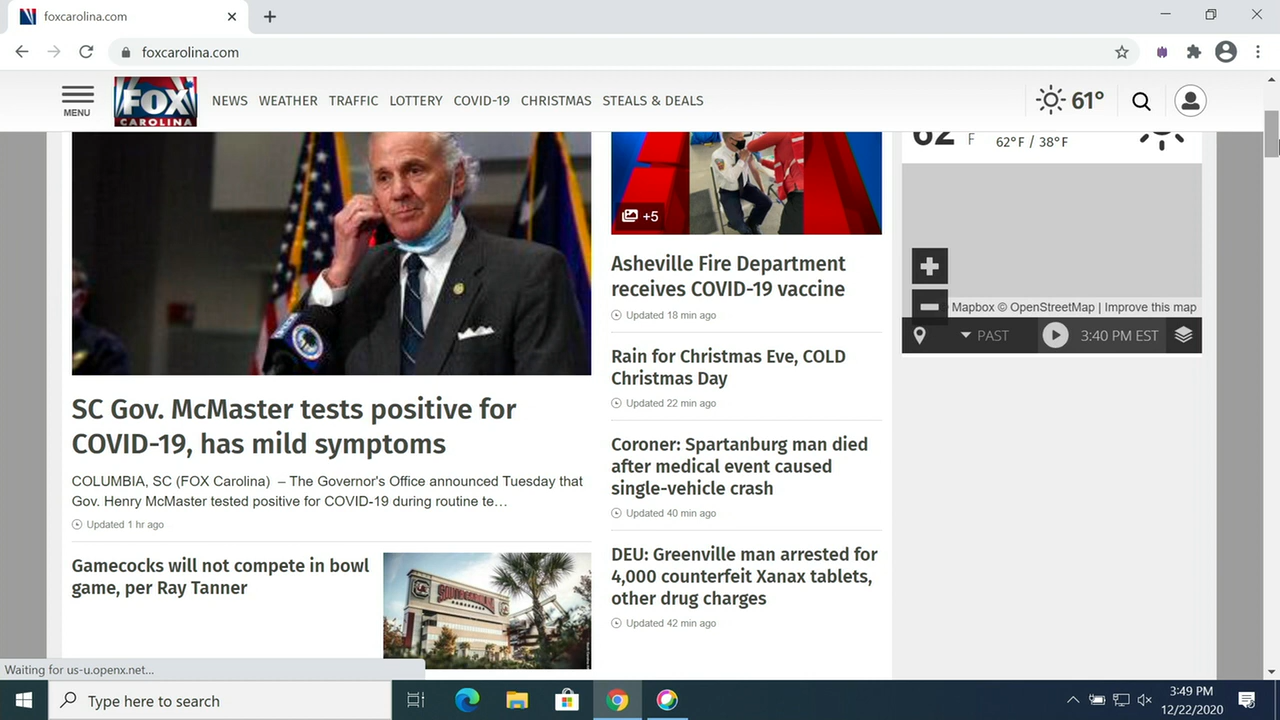 foxcarolina.com
foxcarolina.com
MENU
FOX
CAROLINA
NEWS WEATHER TRAFFIC LOTTERY COVID-19 CHRISTMAS STEALS & DEALS
61°
62 F 62°F / 38°F
+5
Mapbox © OpenStreetMap | Improve this map
PAST 3:40 PM EST
SC Gov. McMaster tests positive for
COVID-19, has mild symptoms
COLUMBIA, SC (FOX Carolina) – The Governor's Office announced Tuesday that
Gov. Henry McMaster tested positive for COVID-19 during routine te…
Updated 1 hr ago
Gamecocks will not compete in bowl
game, per Ray Tanner
Asheville Fire Department
receives COVID-19 vaccine
Updated 18 min ago
Rain for Christmas Eve, COLD
Christmas Day
Updated 22 min ago
Coroner: Spartanburg man died
after medical event caused
single-vehicle crash
Updated 40 min ago
DEU: Greenville man arrested for
4,000 counterfeit Xanax tablets,
other drug charges
Updated 42 min ago
Waiting for us-u.openx.net...
Type here to search
3:49 PM
12/22/2020